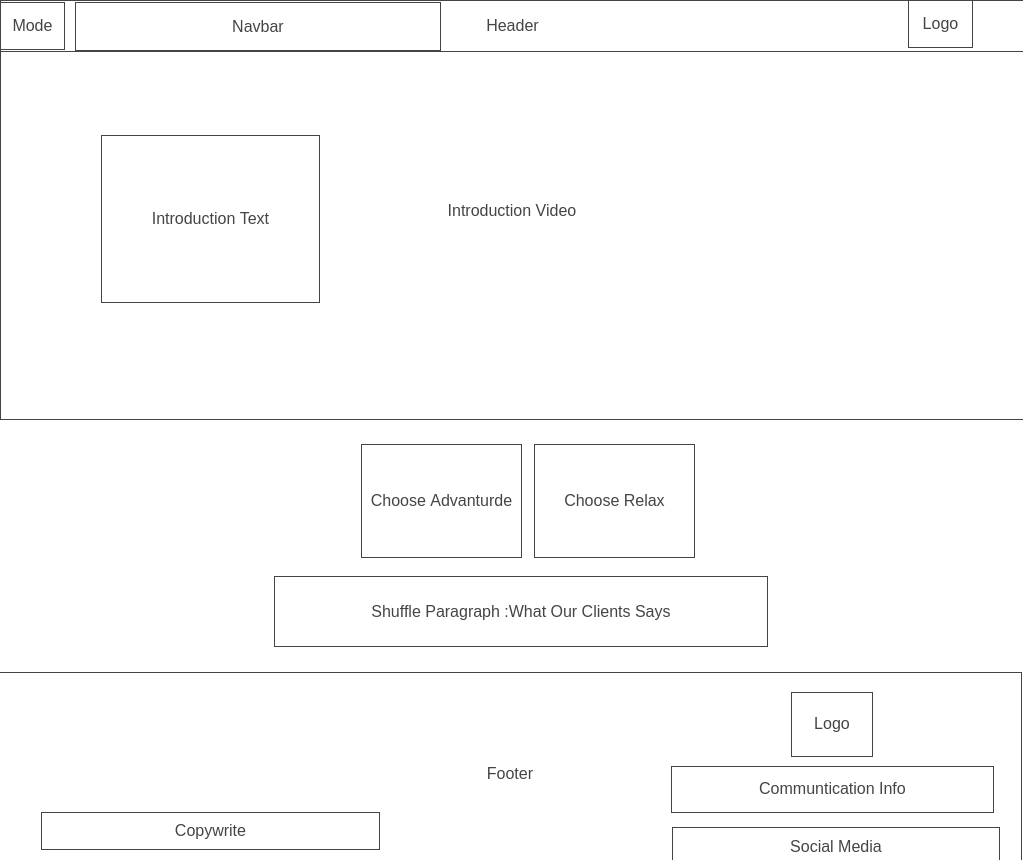 Mode
Navbar
Header
Logo
Introduction Text
Introduction Video
Choose Advanturde
Choose Relax
Shuffle Paragraph :What Our Clients Says
Logo
Footer
Communtication Info
Copywrite
Social Media